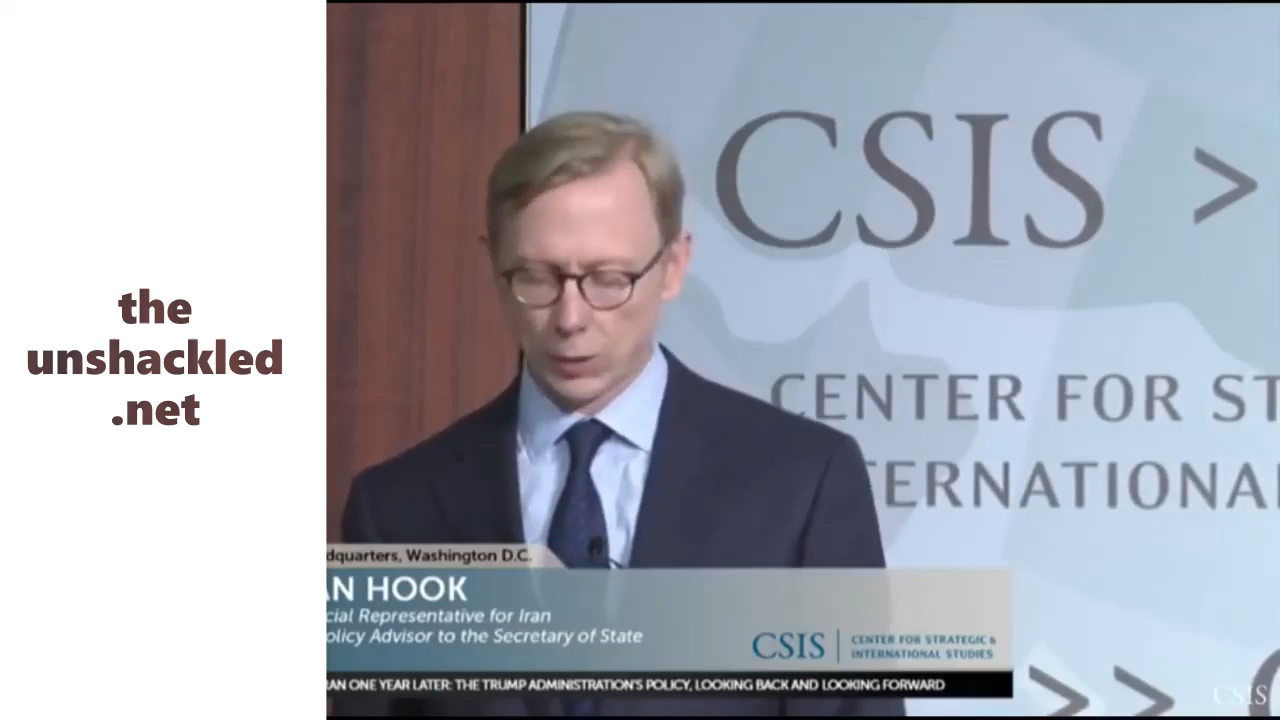 the
unshackled
.net
CSIS >
CENTER FOR ST
TERNATIONA
dquarters, Washington D.C.
AN HOOK
cial Representative for Iran
olicy Advisor to the Secretary of State
CSIS
CENTER FOR STRATEGIC &
INTERNATIONAL STUDIES
RAN ONE YEAR LATER: THE TRUMP ADMINISTRATION'S POLICY, LOOKING BACK AND LOOKING FORWARD
>>
CSIS